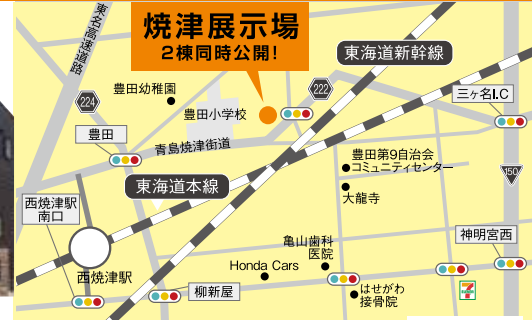 焼津展示場
2棟同時公開!
東名高速道路
東海道新幹線
豊田幼稚園
224
222
豊田小学校
三ヶ名I.C
豊田
青島焼津街道
豊田第9自治会
コミュニティセンター
150
東海道本線
大龍寺
西焼津駅
南口
亀山歯科
医院
神明宮西
西焼津駅
Honda Cars
柳新屋
はせがわ
接骨院
7